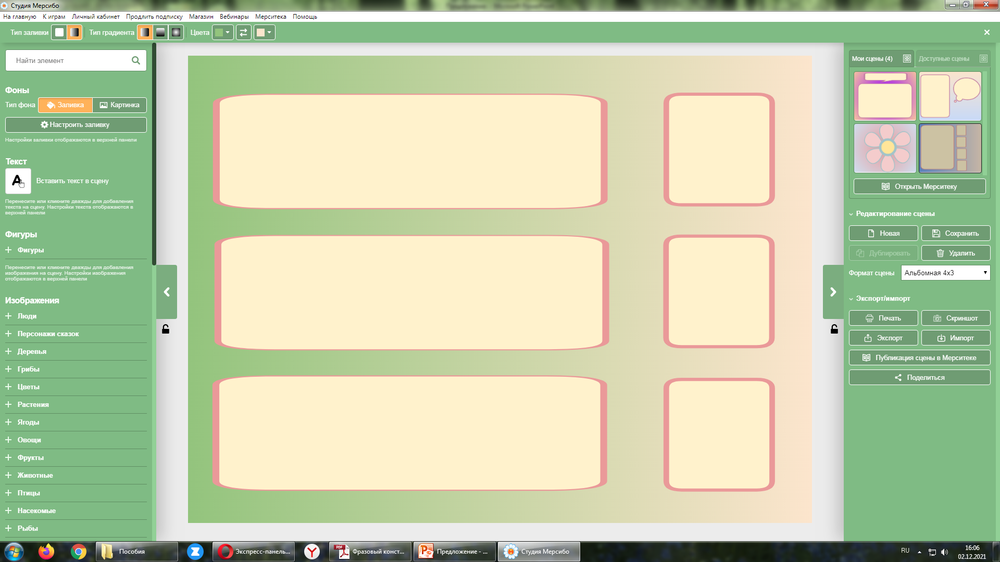 Студия Мерсибо
На главную К играм Личный кабинет Продлить подписку Магазин Вебинары Мерситека Помощь
Тип заливки Тип градиента Цвета
Найти элемент
Фоны
Тип фона Заливка Картинка
Настроить заливку
Настройки заливки отображаются в верхней панели
Текст
A Вставить текст в сцену
Перенесите или кликните дважды для добавления
текста на сцену. Настройки текста отображаются в
верхней панели
Фигуры
Фигуры
Перенесите или кликните дважды для добавления
изображения на сцену. Настройки изображения
отображаются в верхней панели
Изображения
Люди
Персонажи сказок
Деревья
Грибы
Цветы
Растения
Ягоды
Овощи
Фрукты
Животные
Птицы
Насекомые
Рыбы
Мои сцены (4) Доступные сцены
Открыть Мерситеку
Редактирование сцены
Новая Сохранить
Дублировать Удалить
Формат сцены Альбомная 4x3
Экспорт/импорт
Печать Скриншот
Экспорт Импорт
Публикация сцены в Мерситеке
Поделиться
Пособия Экспресс-панель... Фразовый конст... Предложение - ... Студия Мерсибо
RU 16:06
02.12.2021